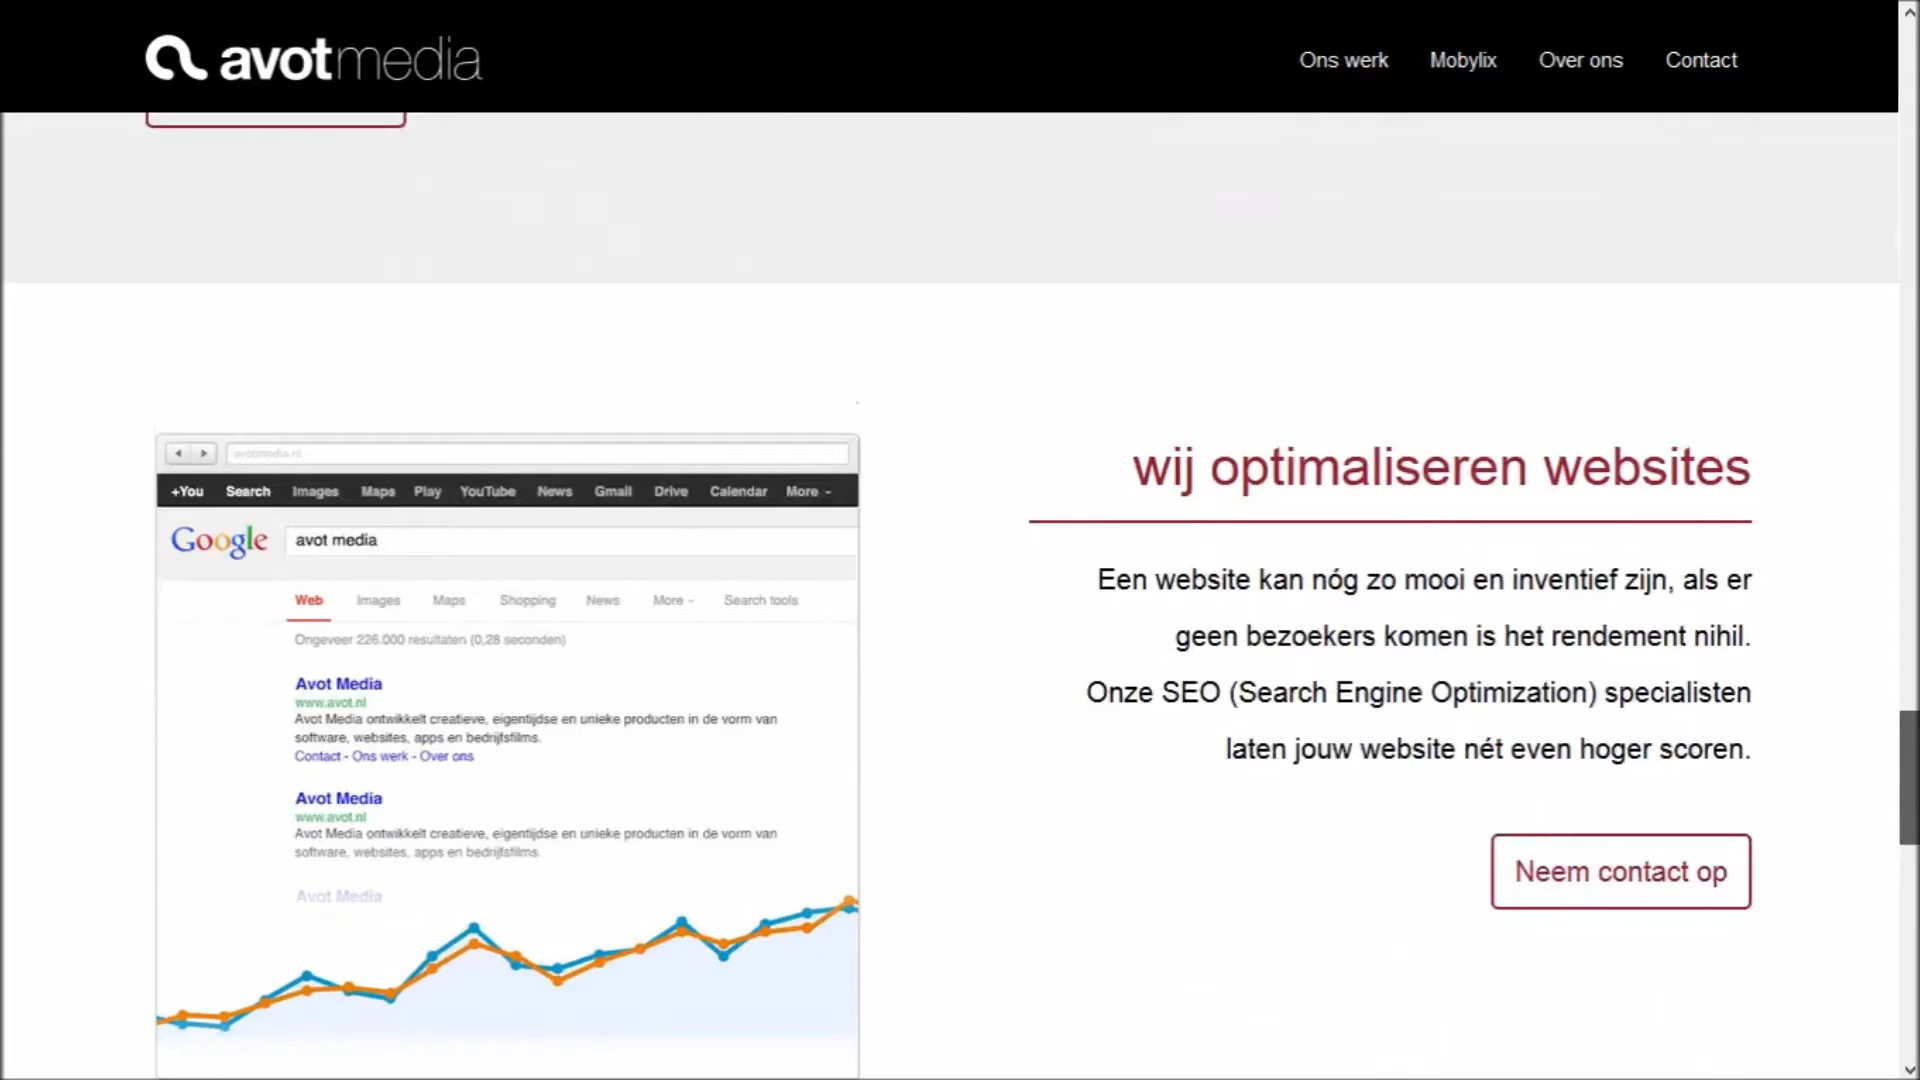 avotmedia
Ons werk Mobylix Over ons Contact
avotmedia.nl
+You Search Images Maps Play YouTube News Gmail Drive Calendar More
Google avot media
Web Images Maps Shopping News More Search tools
Ongeveer 226.000 resultaten (0,28 seconden)
Avot Media
www.avot.nl
Avot Media ontwikkelt creatieve, eigentijdse en unieke producten in de vorm van
software, websites, apps en bedrijfsfilms.
Contact - Ons werk - Over ons
Avot Media
www.avot.nl
Avot Media ontwikkelt creatieve, eigentijdse en unieke producten in de vorm van
software, websites, apps en bedrijfsfilms.
Avot Media
wij optimaliseren websites
Een website kan nóg zo mooi en inventief zijn, als er
geen bezoekers komen is het rendement nihil.
Onze SEO (Search Engine Optimization) specialisten
laten jouw website nét even hoger scoren.
Neem contact op